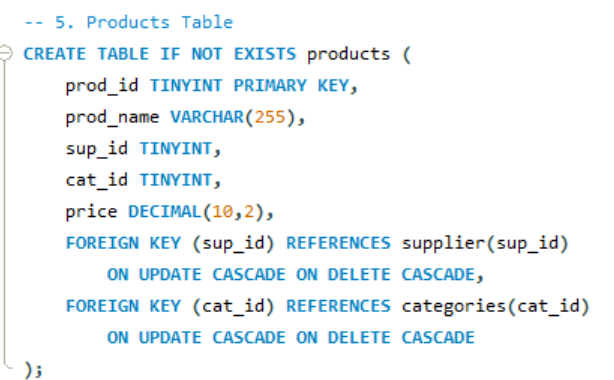 -- 5. Products Table
CREATE TABLE IF NOT EXISTS products (
    prod_id TINYINT PRIMARY KEY,
    prod_name VARCHAR(255),
    sup_id TINYINT,
    cat_id TINYINT,
    price DECIMAL(10,2),
    FOREIGN KEY (sup_id) REFERENCES supplier(sup_id)
        ON UPDATE CASCADE ON DELETE CASCADE,
    FOREIGN KEY (cat_id) REFERENCES categories(cat_id)
        ON UPDATE CASCADE ON DELETE CASCADE
);